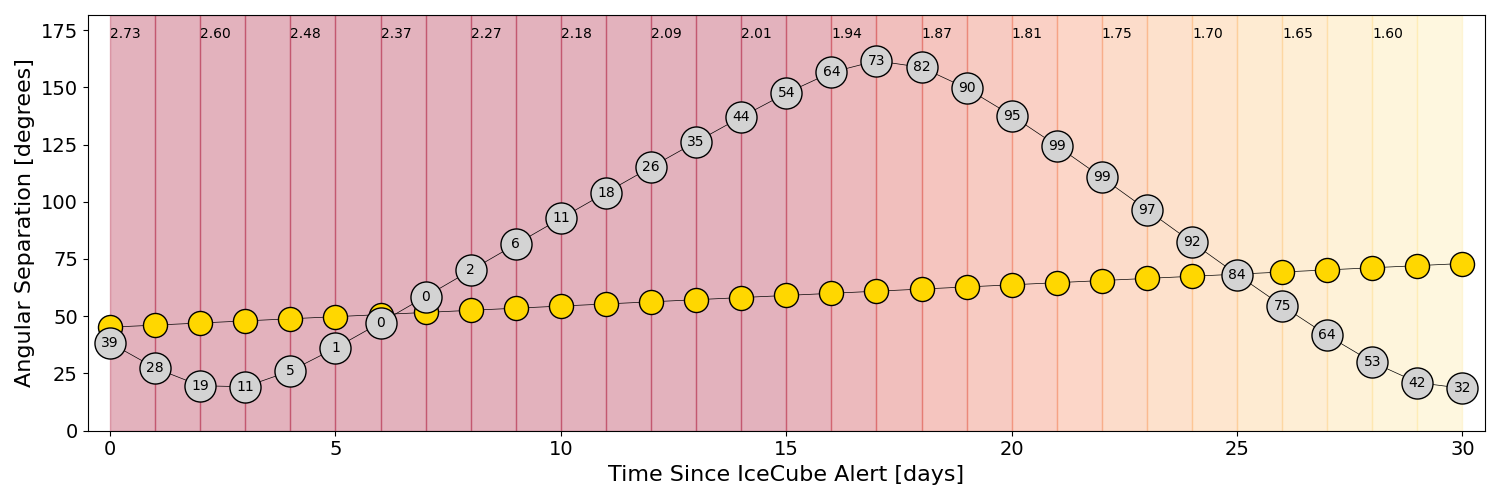 2.73 2.60 2.48 2.37 2.27 2.18 2.09 2.01 1.94 1.87 1.81 1.75 1.70 1.65 1.60
175
150
125
100
75
50
25
0
Angular Separation [degrees]
39 28 19 11 5 1 0 0 2 6 11 18 26 35 44 54 64 73 82 90 95 99 99 97 92 84 75 64 53 42 32
0 5 10 15 20 25 30
Time Since IceCube Alert [days]